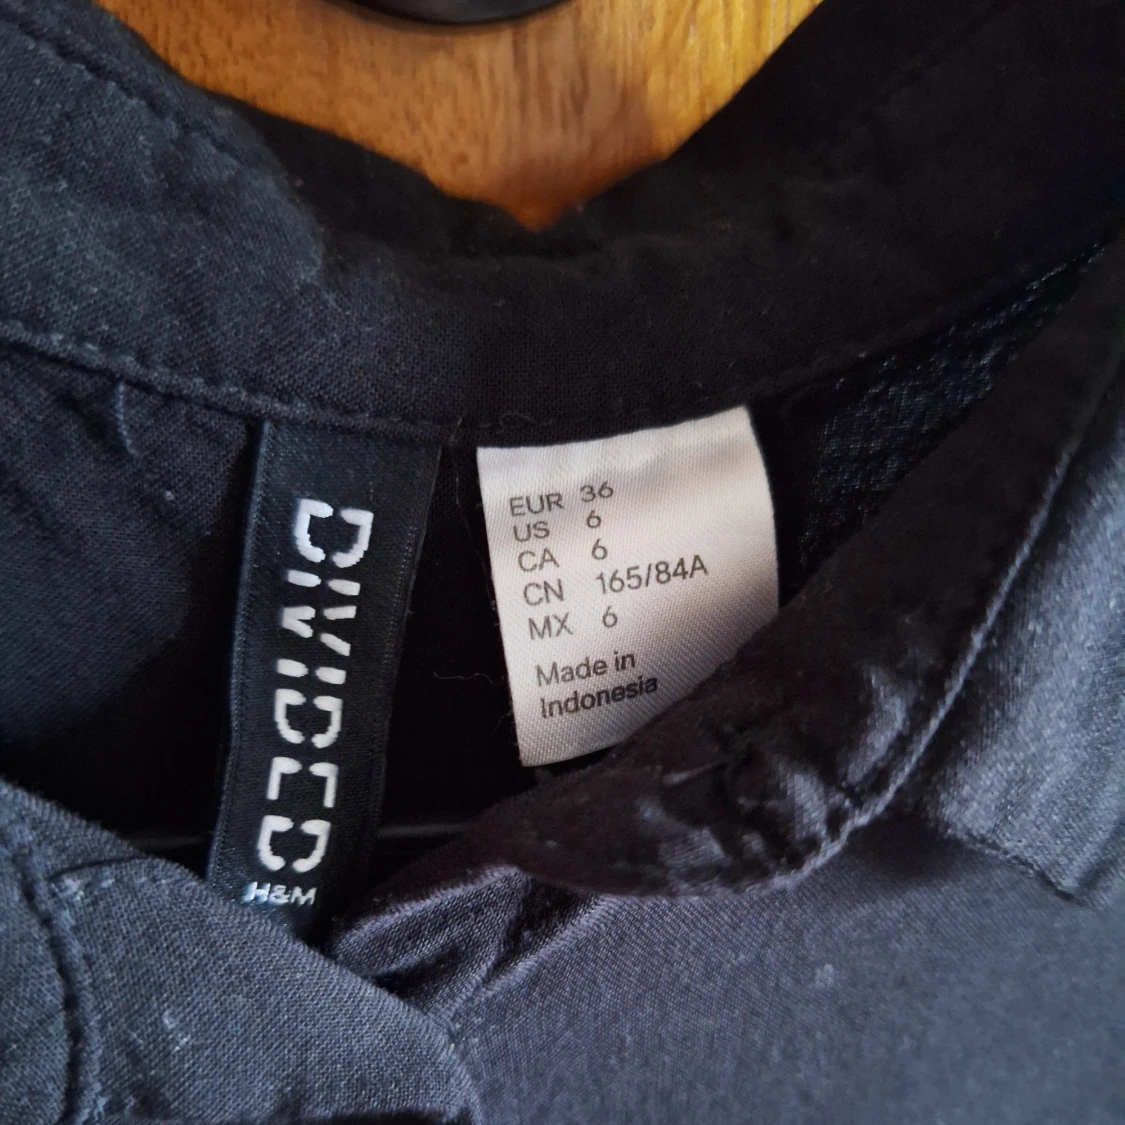 DIVIDED
H&M
EUR 36
US 6
CA 6
CN 165/84A
MX 6
Made in
Indonesia